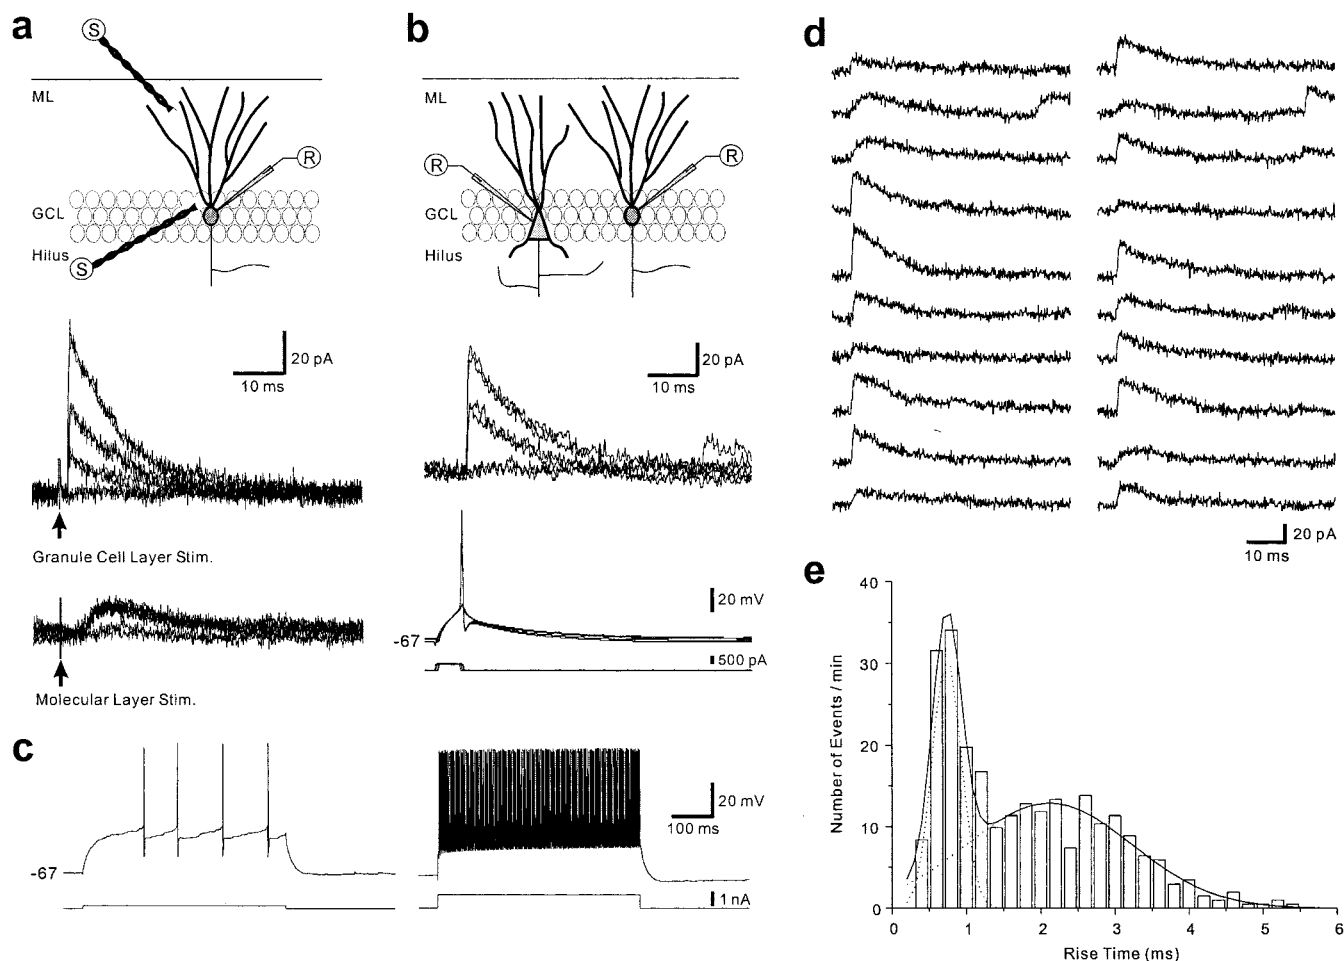 a
S
ML
R
GCL
Hilus
S
20 pA
10 ms
Granule Cell Layer Stim.
Molecular Layer Stim.
b
ML
R
R
GCL
Hilus
20 pA
10 ms
20 mV
-67
500 pA
c
-67
20 mV
100 ms
1 nA
d
20 pA
10 ms
e
40
30
20
10
0
Number of Events / min
0 1 2 3 4 5 6
Rise Time (ms)